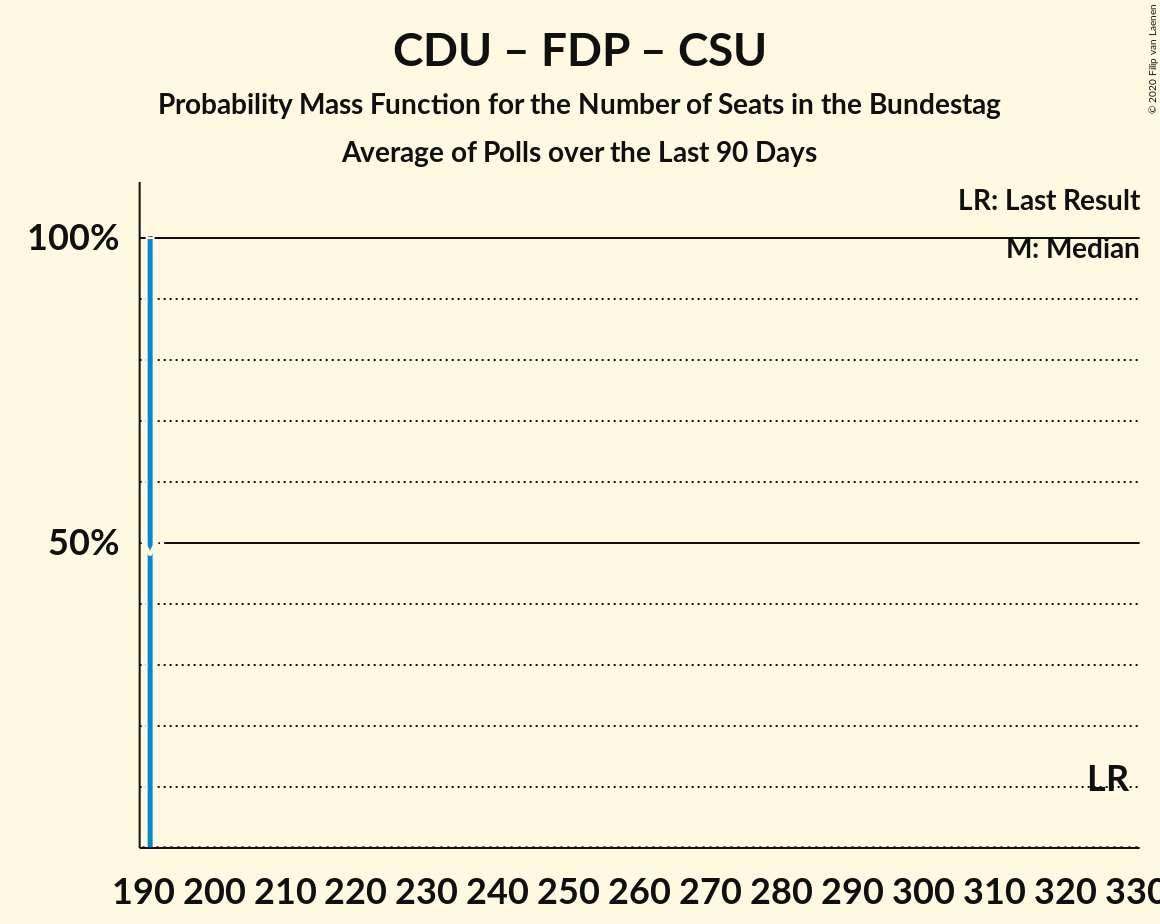 CDU – FDP – CSU
Probability Mass Function for the Number of Seats in the Bundestag
Average of Polls over the Last 90 Days
© 2020 Filip van Laenen
LR: Last Result
M: Median
100%
50%
LR
190 200 210 220 230 240 250 260 270 280 290 300 310 320 330